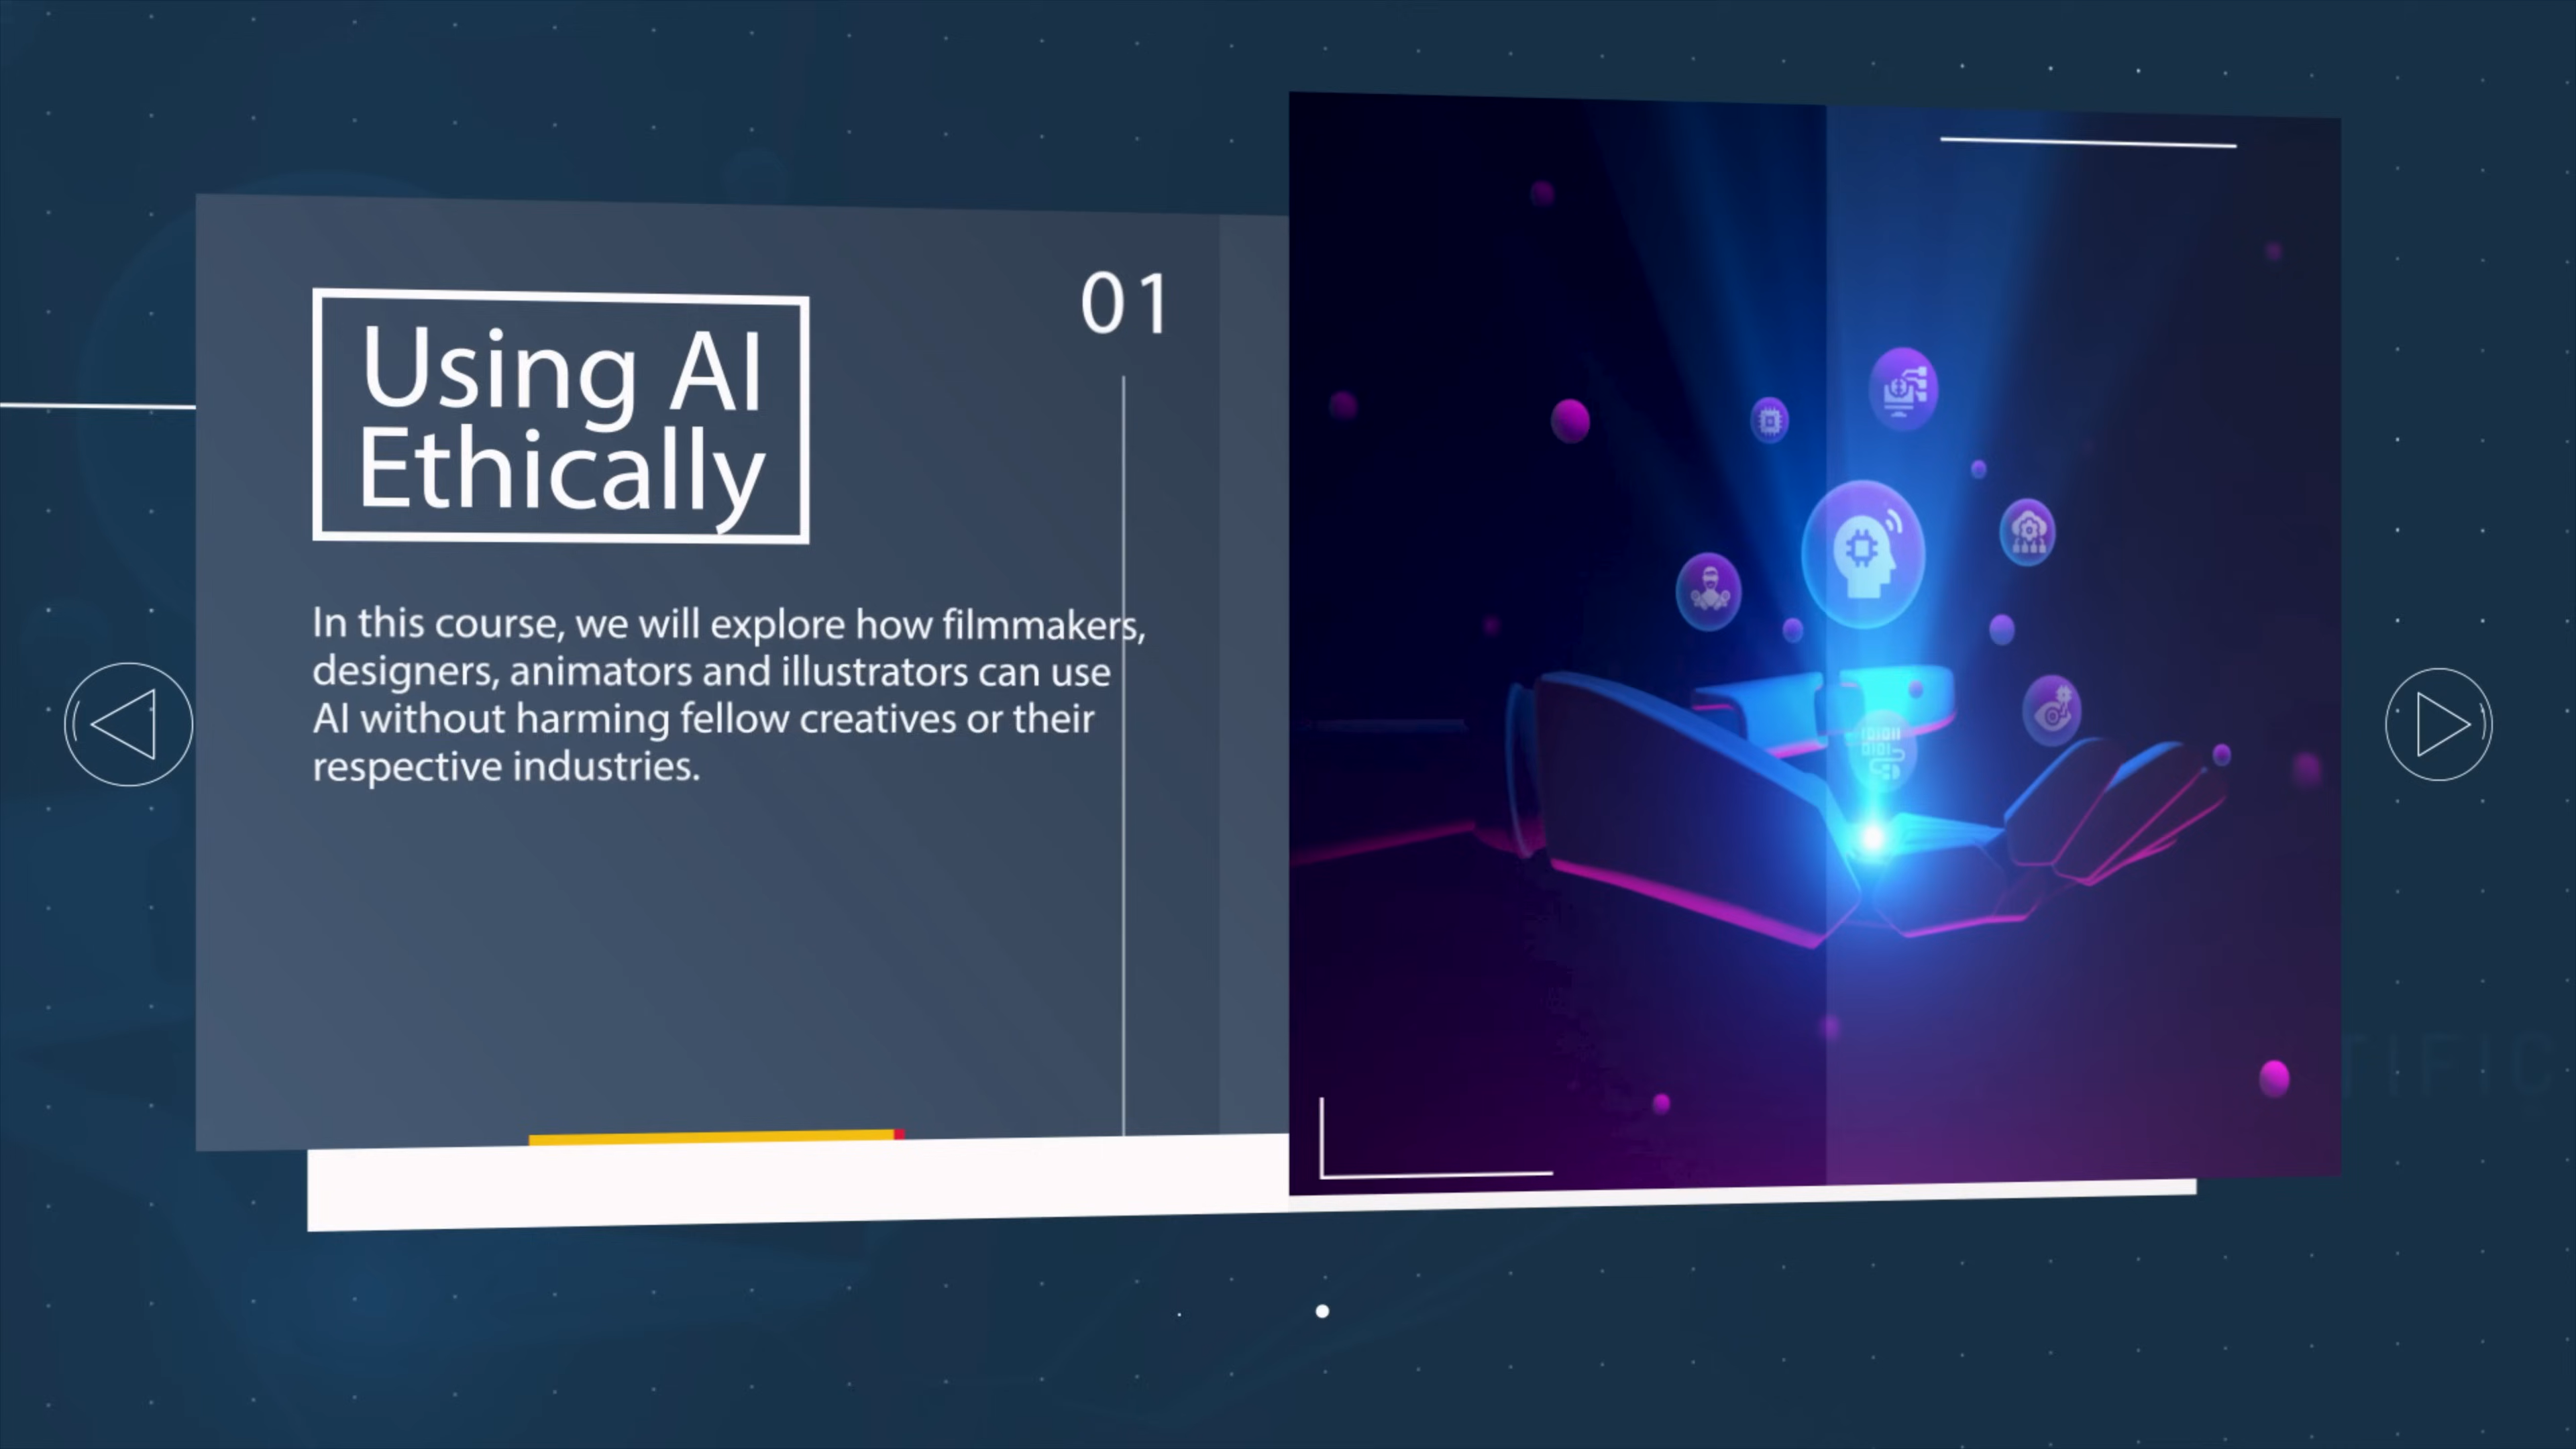 Using AI
Ethically
01
In this course, we will explore how filmmakers,
designers, animators and illustrators can use
AI without harming fellow creatives or their
respective industries.